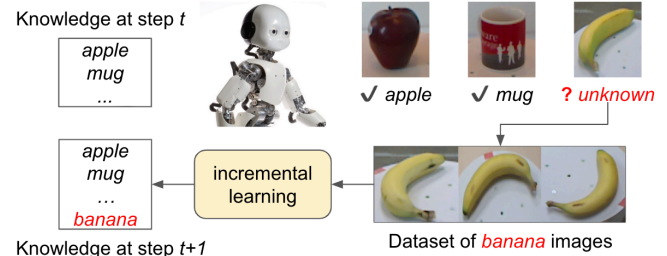 Knowledge at step t
apple
mug
...
✓ apple
✓ mug
? unknown
apple
mug
...
banana
incremental
learning
Dataset of banana images
Knowledge at step t+1